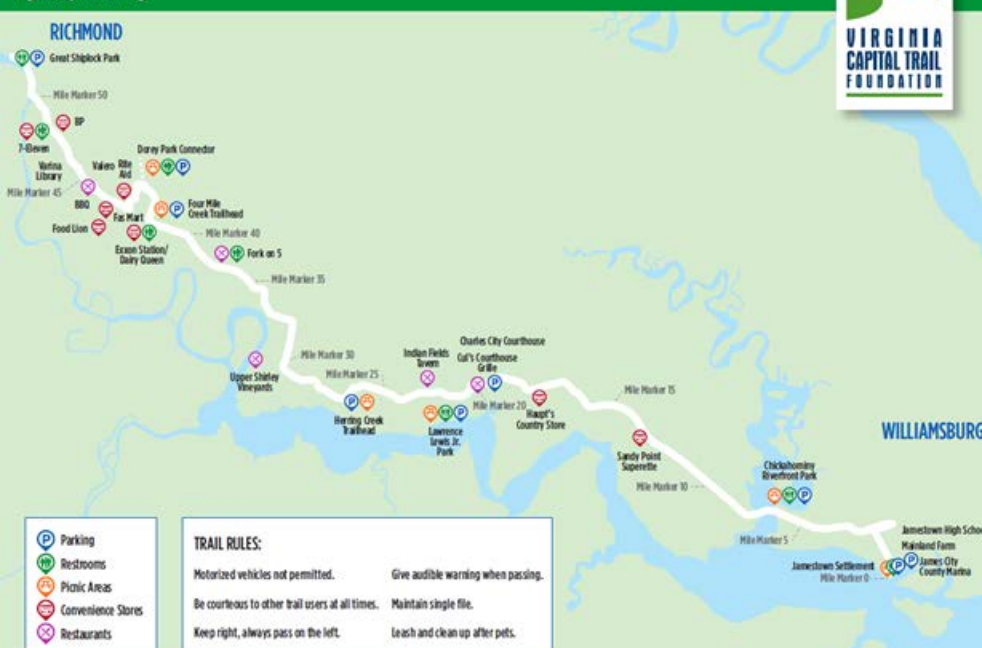 RICHMOND
VIRGINIA
CAPITAL TRAIL
FOUNDATION
Great Shiplock Park
Mile Marker 50
BP
7-Eleven
Dorey Park Connector
Varina
Library
Valero
Rite
Aid
Mile Marker 45
BBQ
Fas Mart
Four Mile
Creek Trailhead
Food Lion
Mile Marker 40
Exxon Station/
Dairy Queen
Fork on 5
Mile Marker 35
Charles City Courthouse
Mile Marker 30
Indian Fields
Tavern
Cul's Courthouse
Grille
Upper Shirley
Vineyards
Mile Marker 25
Mile Marker 15
Mile Marker 20
Herring Creek
Trailhead
Haupt's
Country Store
Lawrence
Lewis Jr.
Park
WILLIAMSBURG
Sandy Point
Superette
Chickahominy
Riverfront Park
Mile Marker 10
Jamestown High Schoo
Mile Marker 5
Mainland Farm
Jamestown Settlement
James City
County Marina
Mile Marker 0
P Parking
Restrooms
Picnic Areas
Convenience Stores
Restaurants
TRAIL RULES:
Motorized vehicles not permitted.
Be courteous to other trail users at all times.
Keep right, always pass on the left.
Give audible warning when passing.
Maintain single file.
Leash and clean up after pets.